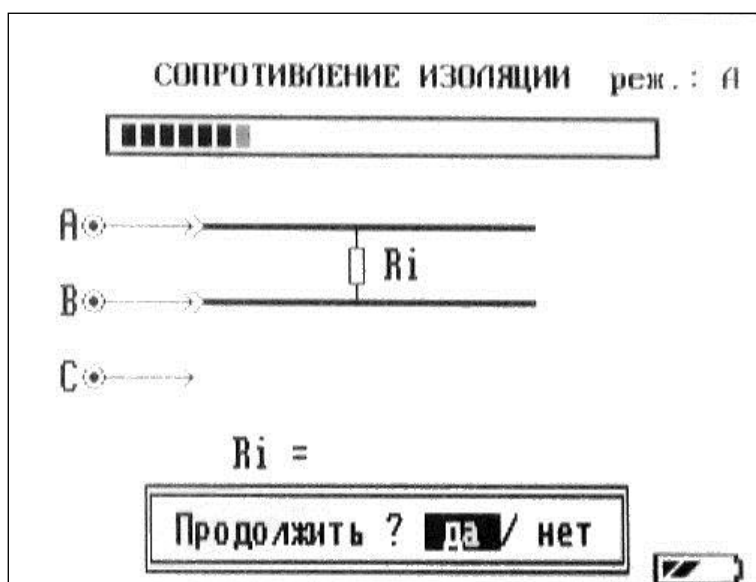 СОПРОТИВЛЕНИЕ ИЗОЛЯЦИИ реж.: А
A
Ri
B
C
Ri =
Продолжить ? да / нет